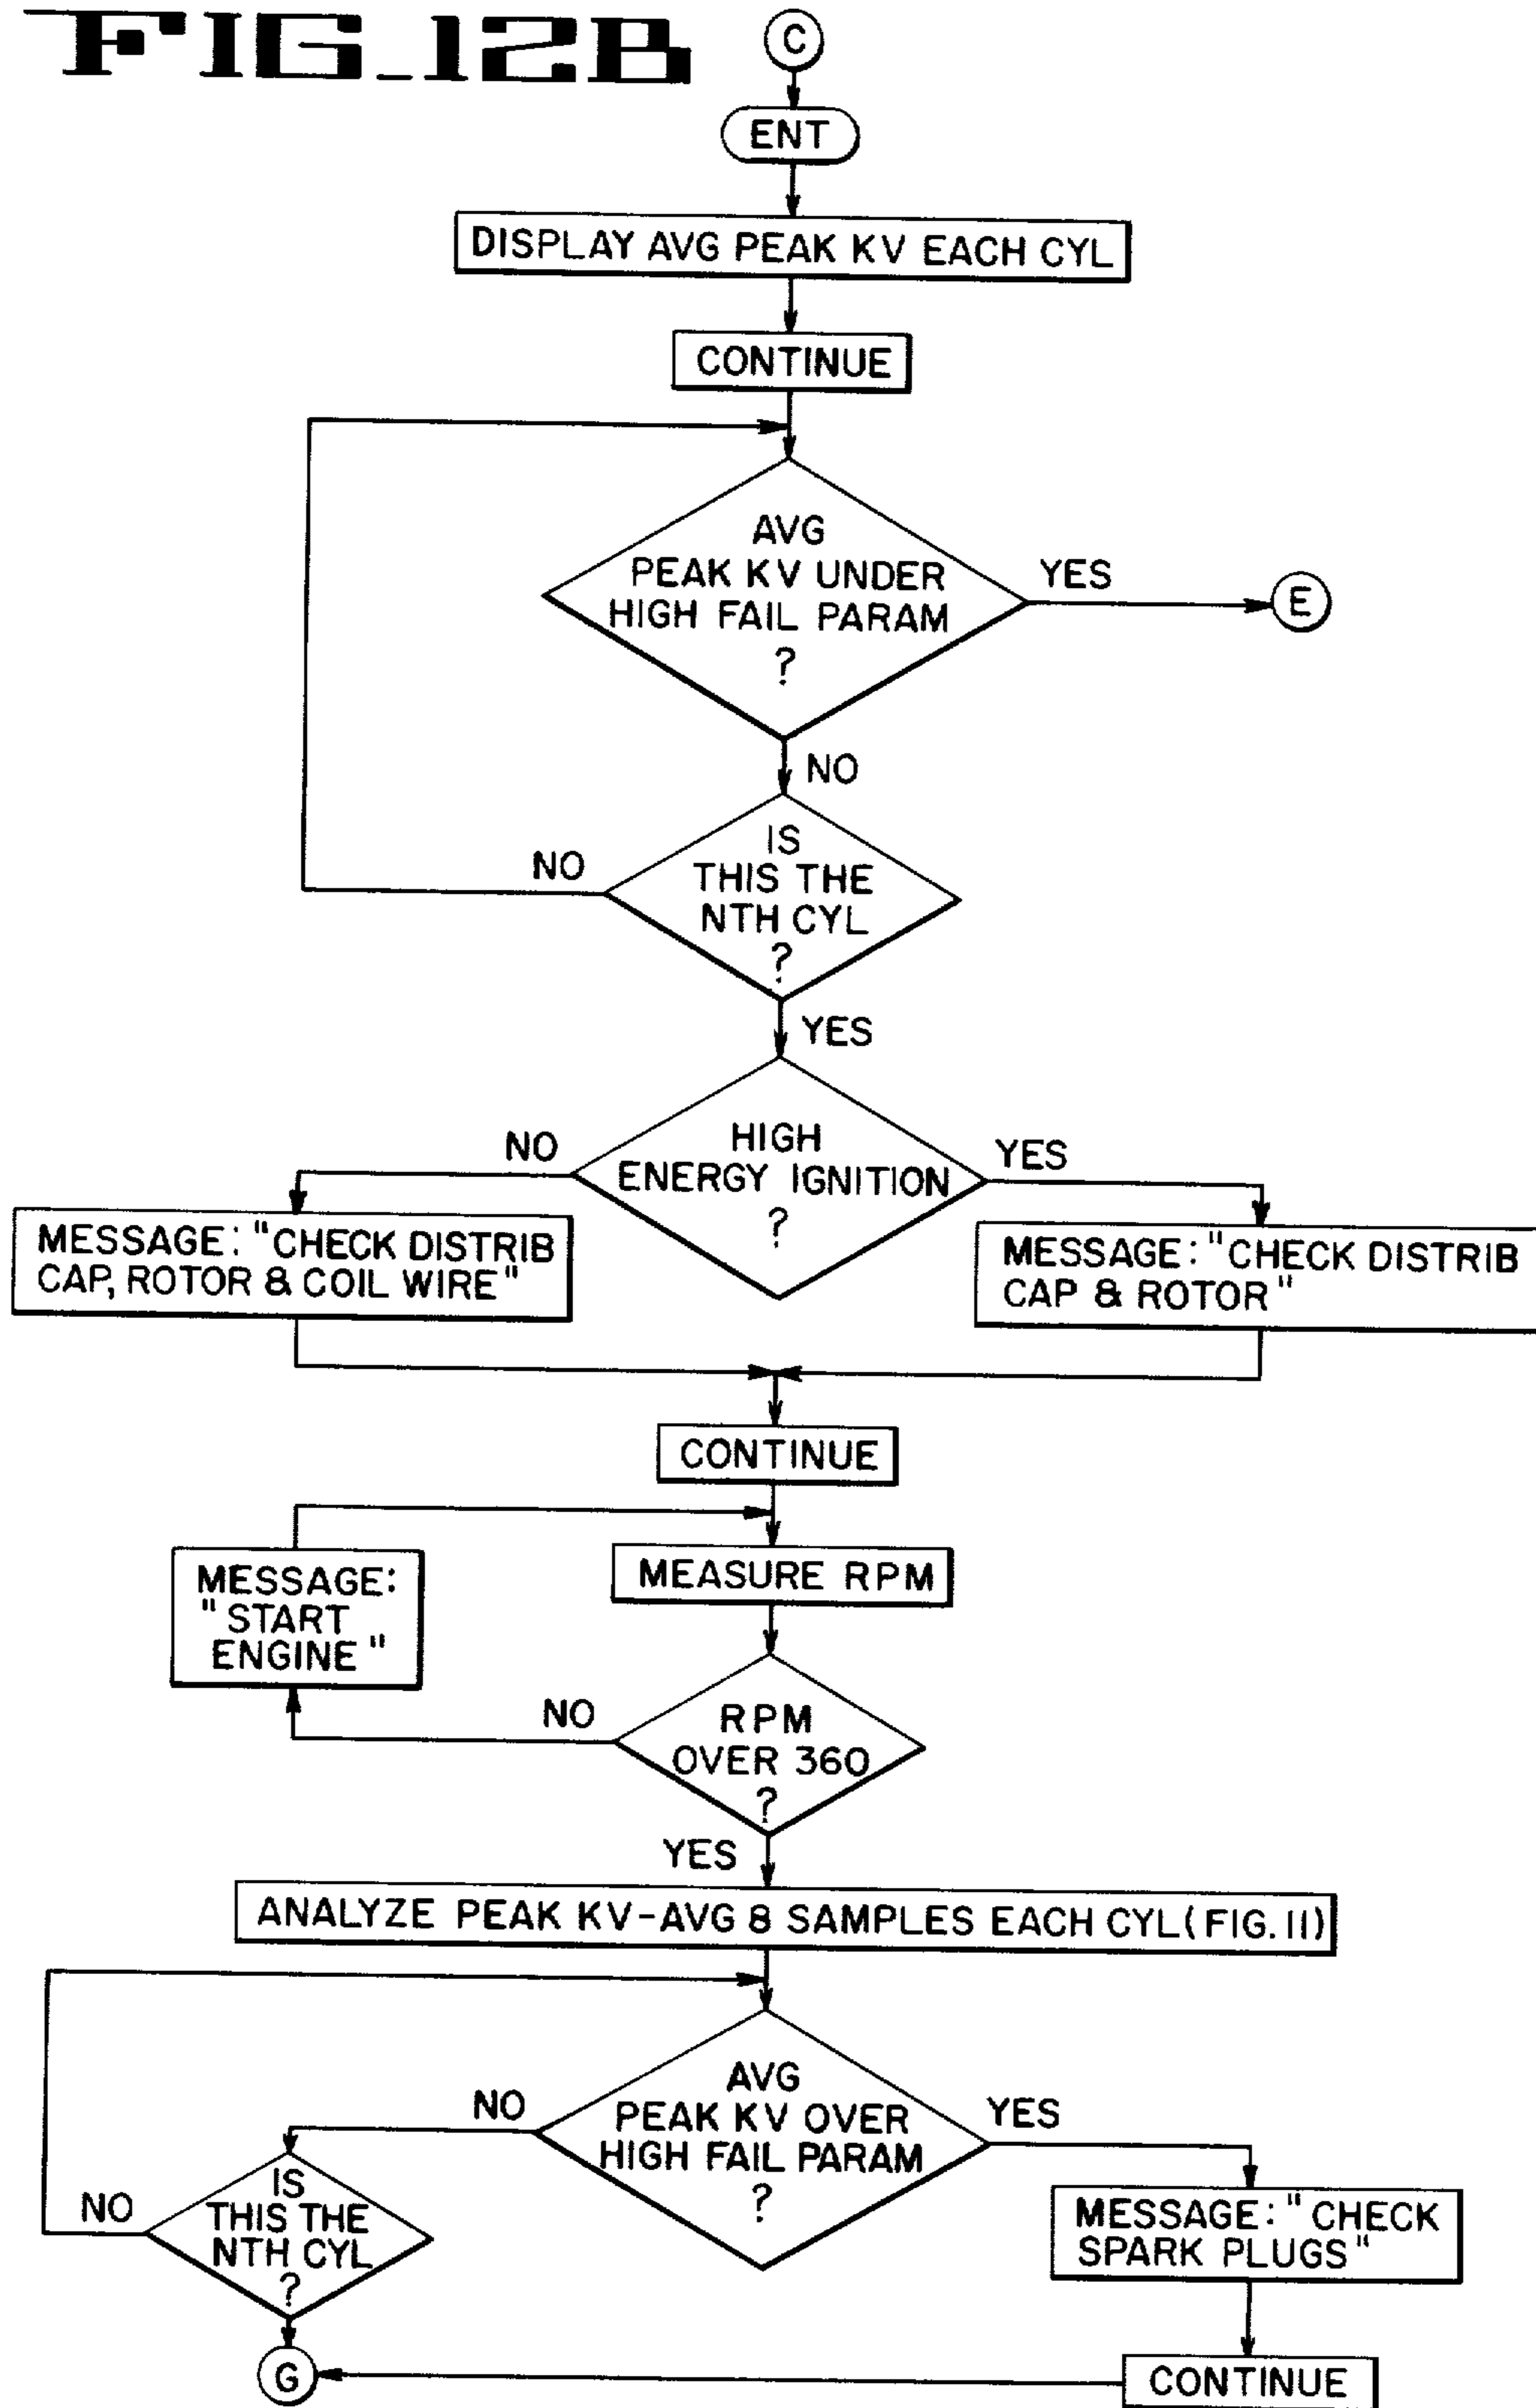 FIG_12B
C
ENT
DISPLAY AVG PEAK KV EACH CYL
CONTINUE
AVG
PEAK KV UNDER
HIGH FAIL PARAM
?
YES
E
NO
IS
THIS THE
NTH CYL
?
NO
YES
HIGH
ENERGY IGNITION
?
NO
YES
MESSAGE: "CHECK DISTRIB
CAP, ROTOR & COIL WIRE"
MESSAGE: "CHECK DISTRIB
CAP & ROTOR"
CONTINUE
MEASURE RPM
MESSAGE:
"START
ENGINE"
NO
RPM
OVER 360
?
YES
ANALYZE PEAK KV-AVG 8 SAMPLES EACH CYL(FIG. 11)
AVG
PEAK KV OVER
HIGH FAIL PARAM
?
NO
YES
IS
THIS THE
NTH CYL
?
NO
MESSAGE: "CHECK
SPARK PLUGS"
G
CONTINUE